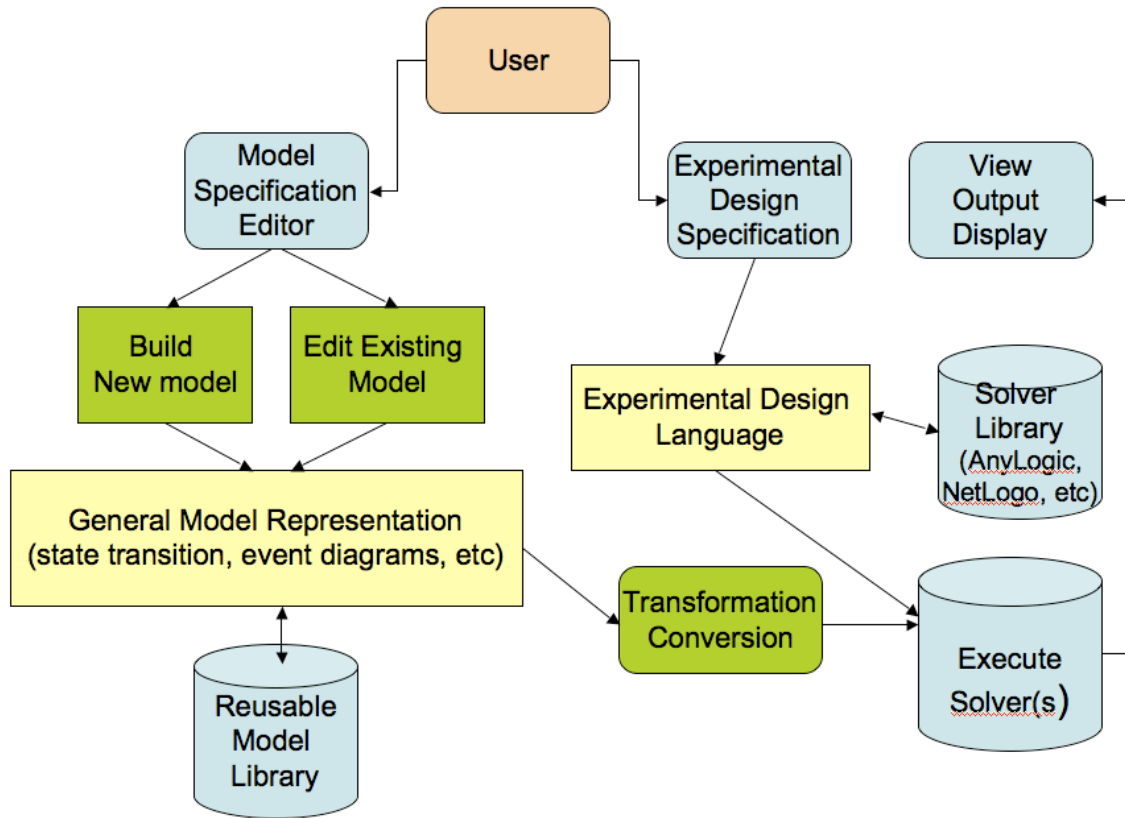 User
Model
Specification
Editor
Experimental
Design
Specification
View
Output
Display
Build
New model
Edit Existing
Model
Experimental Design
Language
Solver
Library
(AnyLogic,
NetLogo, etc)
General Model Representation
(state transition, event diagrams, etc)
Transformation
Conversion
Execute
Solver(s)
Reusable
Model
Library